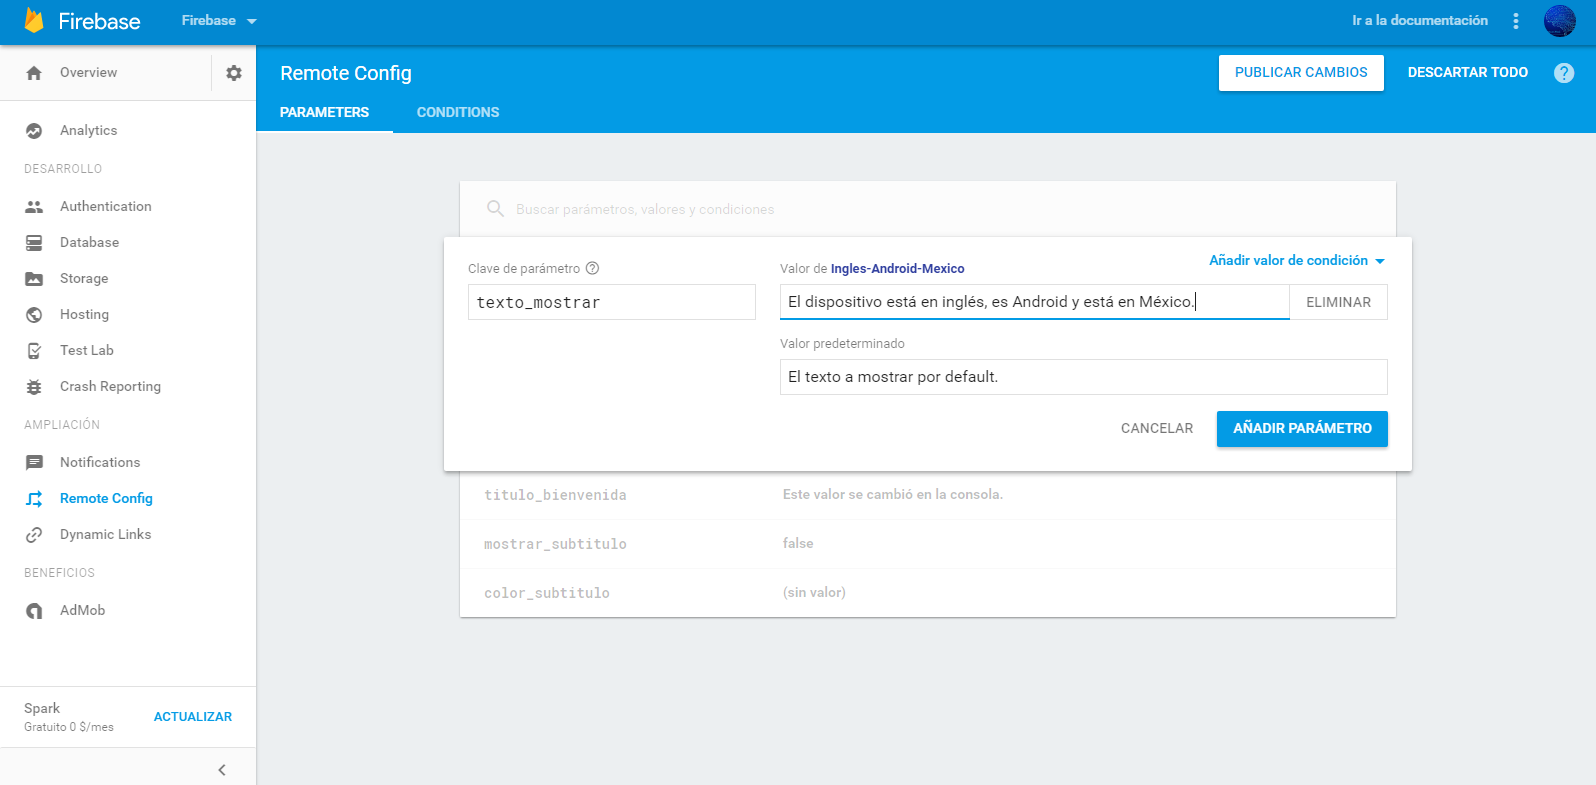 Firebase
Firebase
Ir a la documentación
Overview
Remote Config
PUBLICAR CAMBIOS
DESCARTAR TODO
PARAMETERS
CONDITIONS
Analytics
DESARROLLO
Authentication
Database
Storage
Hosting
Test Lab
Crash Reporting
AMPLIACIÓN
Notifications
Remote Config
Dynamic Links
BENEFICIOS
AdMob
Spark
Gratuito 0 $/mes
ACTUALIZAR
Buscar parámetros, valores y condiciones
Clave de parámetro
texto_mostrar
Valor de Ingles-Android-Mexico
Añadir valor de condición
El dispositivo está en inglés, es Android y está en México.
ELIMINAR
Valor predeterminado
El texto a mostrar por default.
CANCELAR
AÑADIR PARÁMETRO
titulo_bienvenida
Este valor se cambió en la consola.
mostrar_subtitulo
false
color_subtitulo
(sin valor)